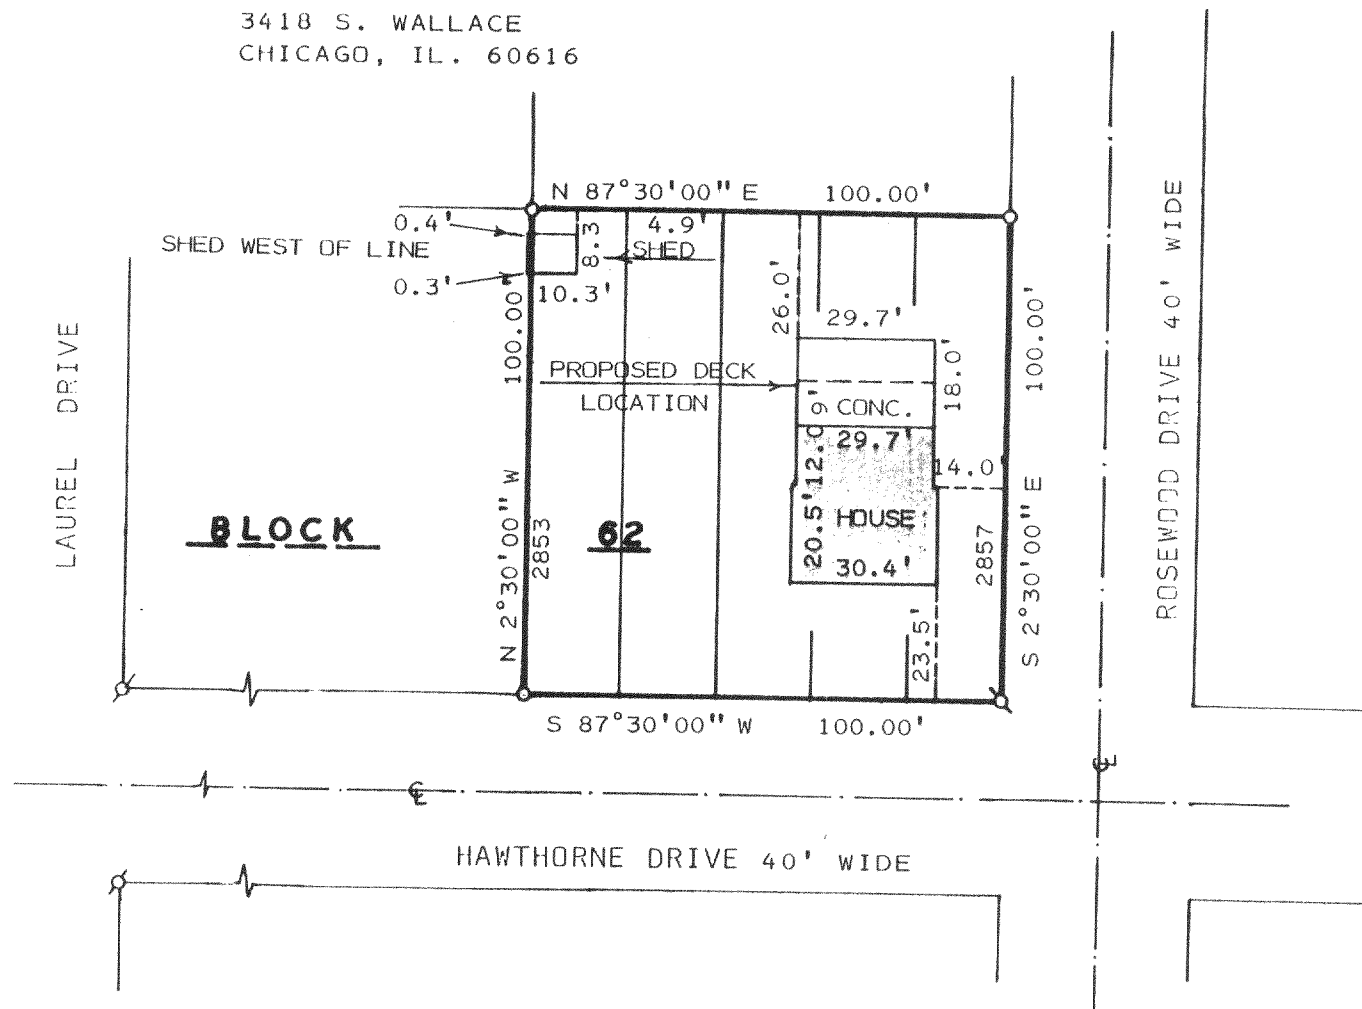 3418 S. WALLACE
CHICAGO, IL. 60616
N 87°30'00" E 100.00'
0.4'
4.9'
SHED WEST OF LINE
8.3
SHED
0.3'
10.3'
26.0'
29.7'
100.00'
100.00'
18.0'
PROPOSED DECK
LOCATION
9'
CONC.
29.7'
12.0
14.0'
LAUREL DRIVE
ROSEWOOD DRIVE 40' WIDE
BLOCK
62
20.5'
HOUSE
30.4'
N 2°30'00" W
2853
2857
S 2°30'00" E
23.5'
S 87°30'00" W 100.00'
HAWTHORNE DRIVE 40' WIDE